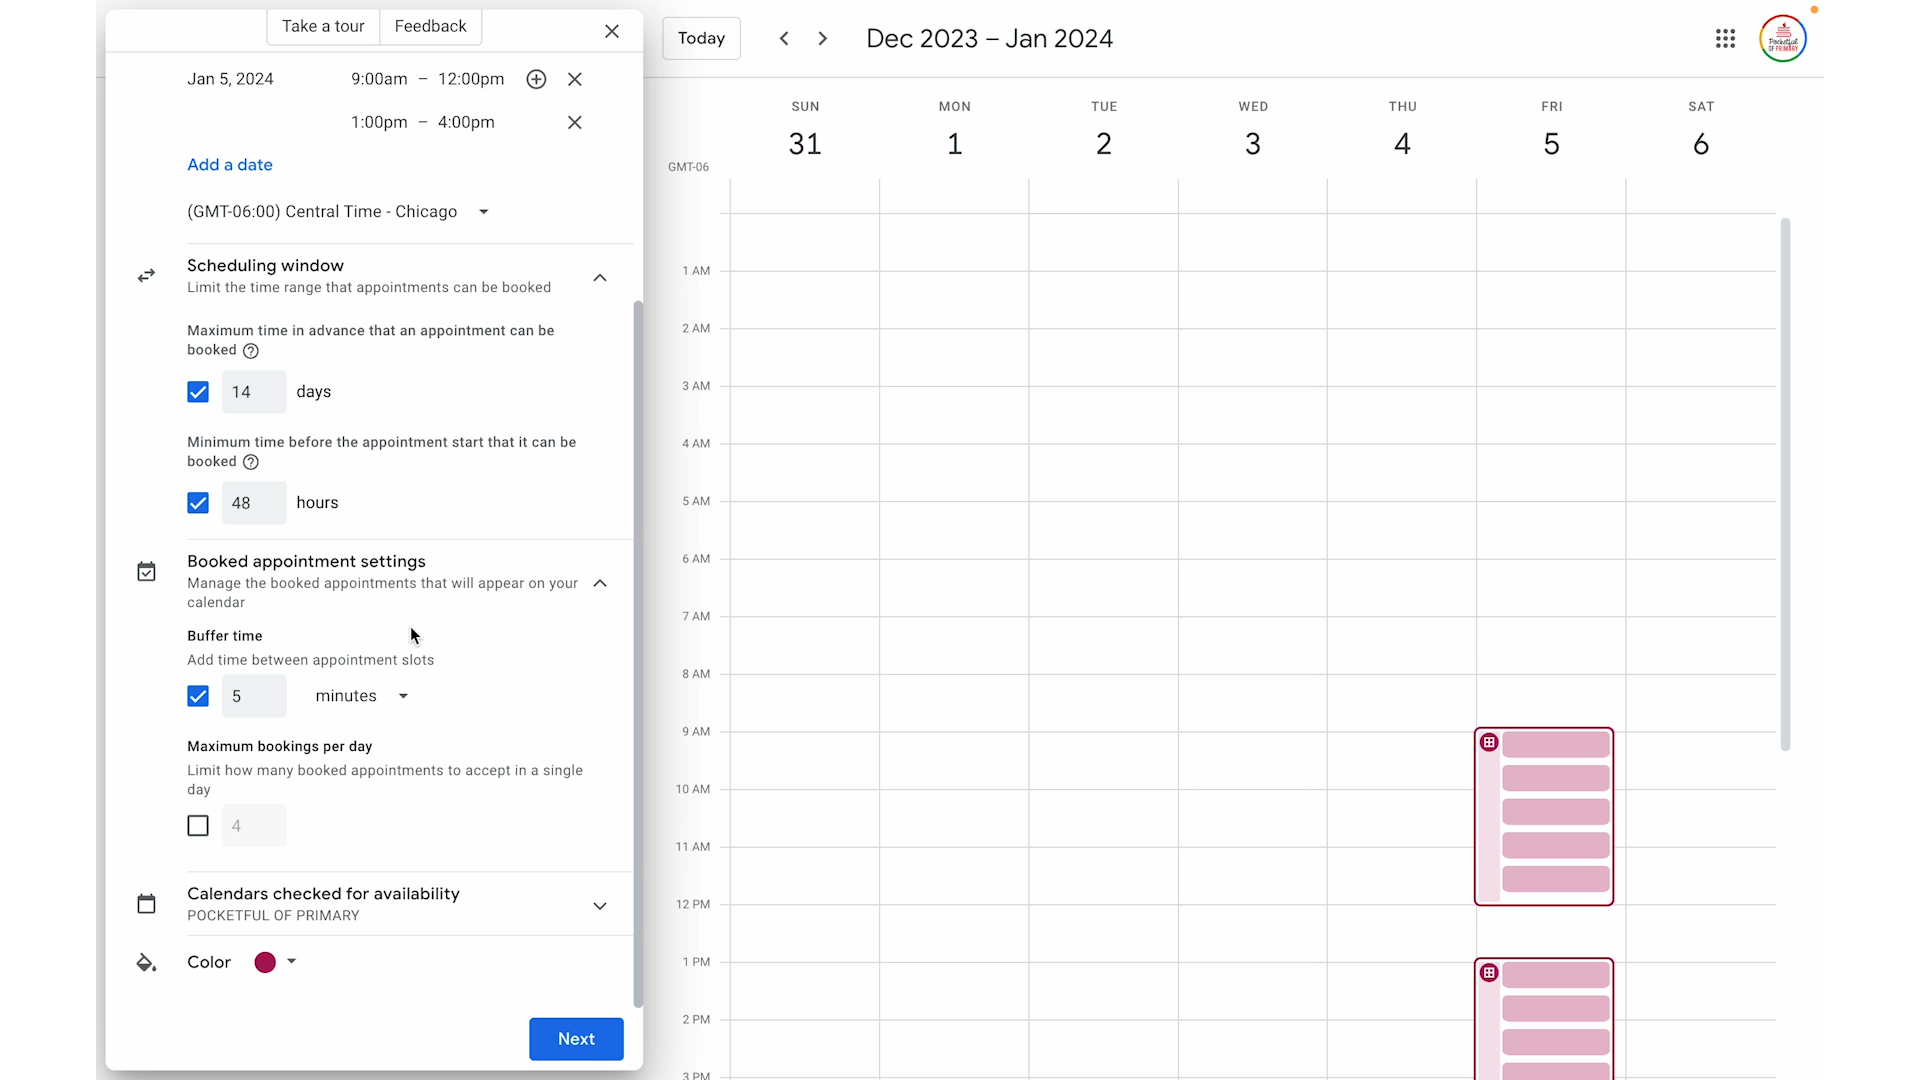 Take a tour
Feedback
Jan 5, 2024
9:00am – 12:00pm
1:00pm – 4:00pm
Add a date
(GMT-06:00) Central Time - Chicago
Scheduling window
Limit the time range that appointments can be booked
Maximum time in advance that an appointment can be
booked
14 days
Minimum time before the appointment start that it can be
booked
48 hours
Booked appointment settings
Manage the booked appointments that will appear on your
calendar
Buffer time
Add time between appointment slots
5 minutes
Maximum bookings per day
Limit how many booked appointments to accept in a single
day
4
Calendars checked for availability
POCKETFUL OF PRIMARY
Color
Next
Today
Dec 2023 – Jan 2024
Pocketful
OF PRIMARY
SUN MON TUE WED THU FRI SAT
31 1 2 3 4 5 6
GMT-06
1 AM
2 AM
3 AM
4 AM
5 AM
6 AM
7 AM
8 AM
9 AM
10 AM
11 AM
12 PM
1 PM
2 PM
3 PM